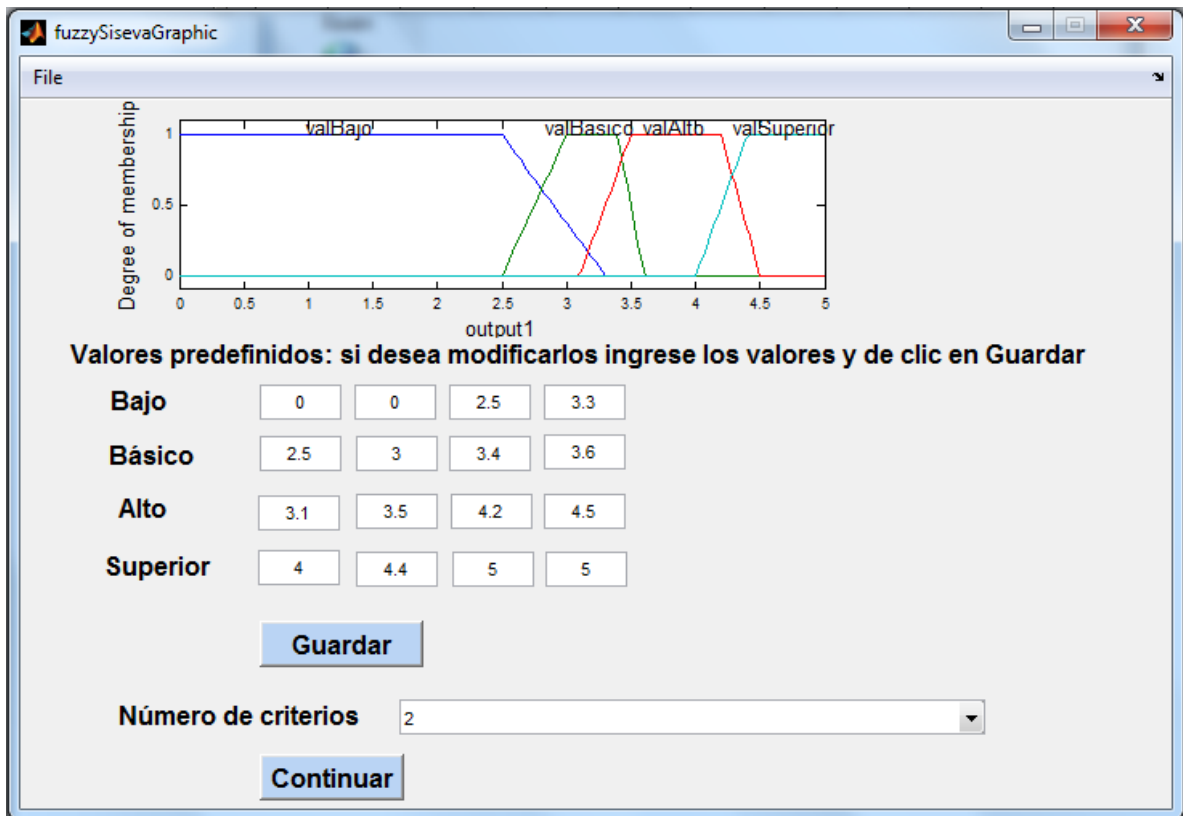 fuzzySisevaGraphic
File
Degree of membership
valBajo valBasico valAlto valSuperior
1
0.5
0
0 0.5 1 1.5 2 2.5 3 3.5 4 4.5 5
output1
Valores predefinidos: si desea modificarlos ingrese los valores y de clic en Guardar
Bajo 0 0 2.5 3.3
Básico 2.5 3 3.4 3.6
Alto 3.1 3.5 4.2 4.5
Superior 4 4.4 5 5
Guardar
Número de criterios 2
Continuar